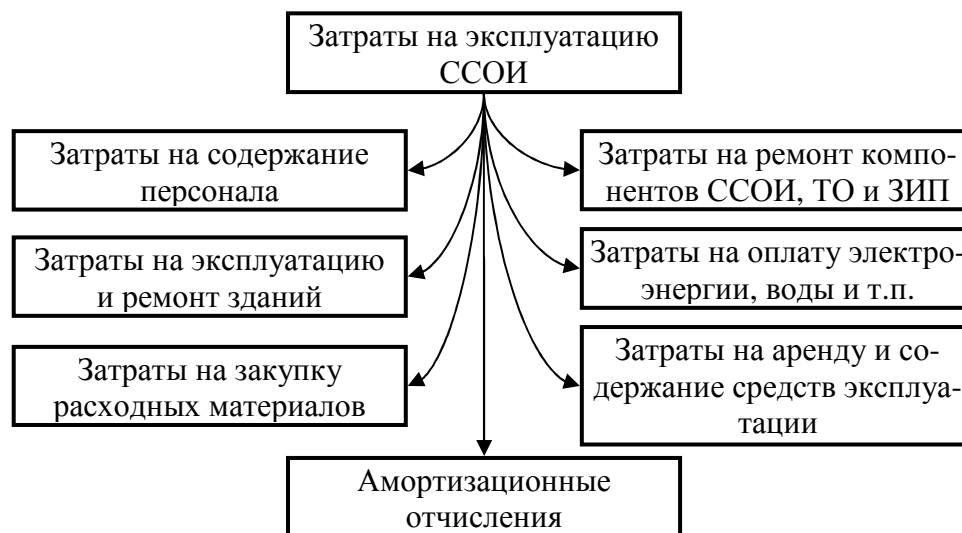 Затраты на эксплуатацию
ССОИ
Затраты на содержание
персонала
Затраты на ремонт компо-
нентов ССОИ, ТО и ЗИП
Затраты на эксплуатацию
и ремонт зданий
Затраты на оплату электро-
энергии, воды и т.п.
Затраты на закупку
расходных материалов
Затраты на аренду и со-
держание средств эксплуа-
тации
Амортизационные
отчисления